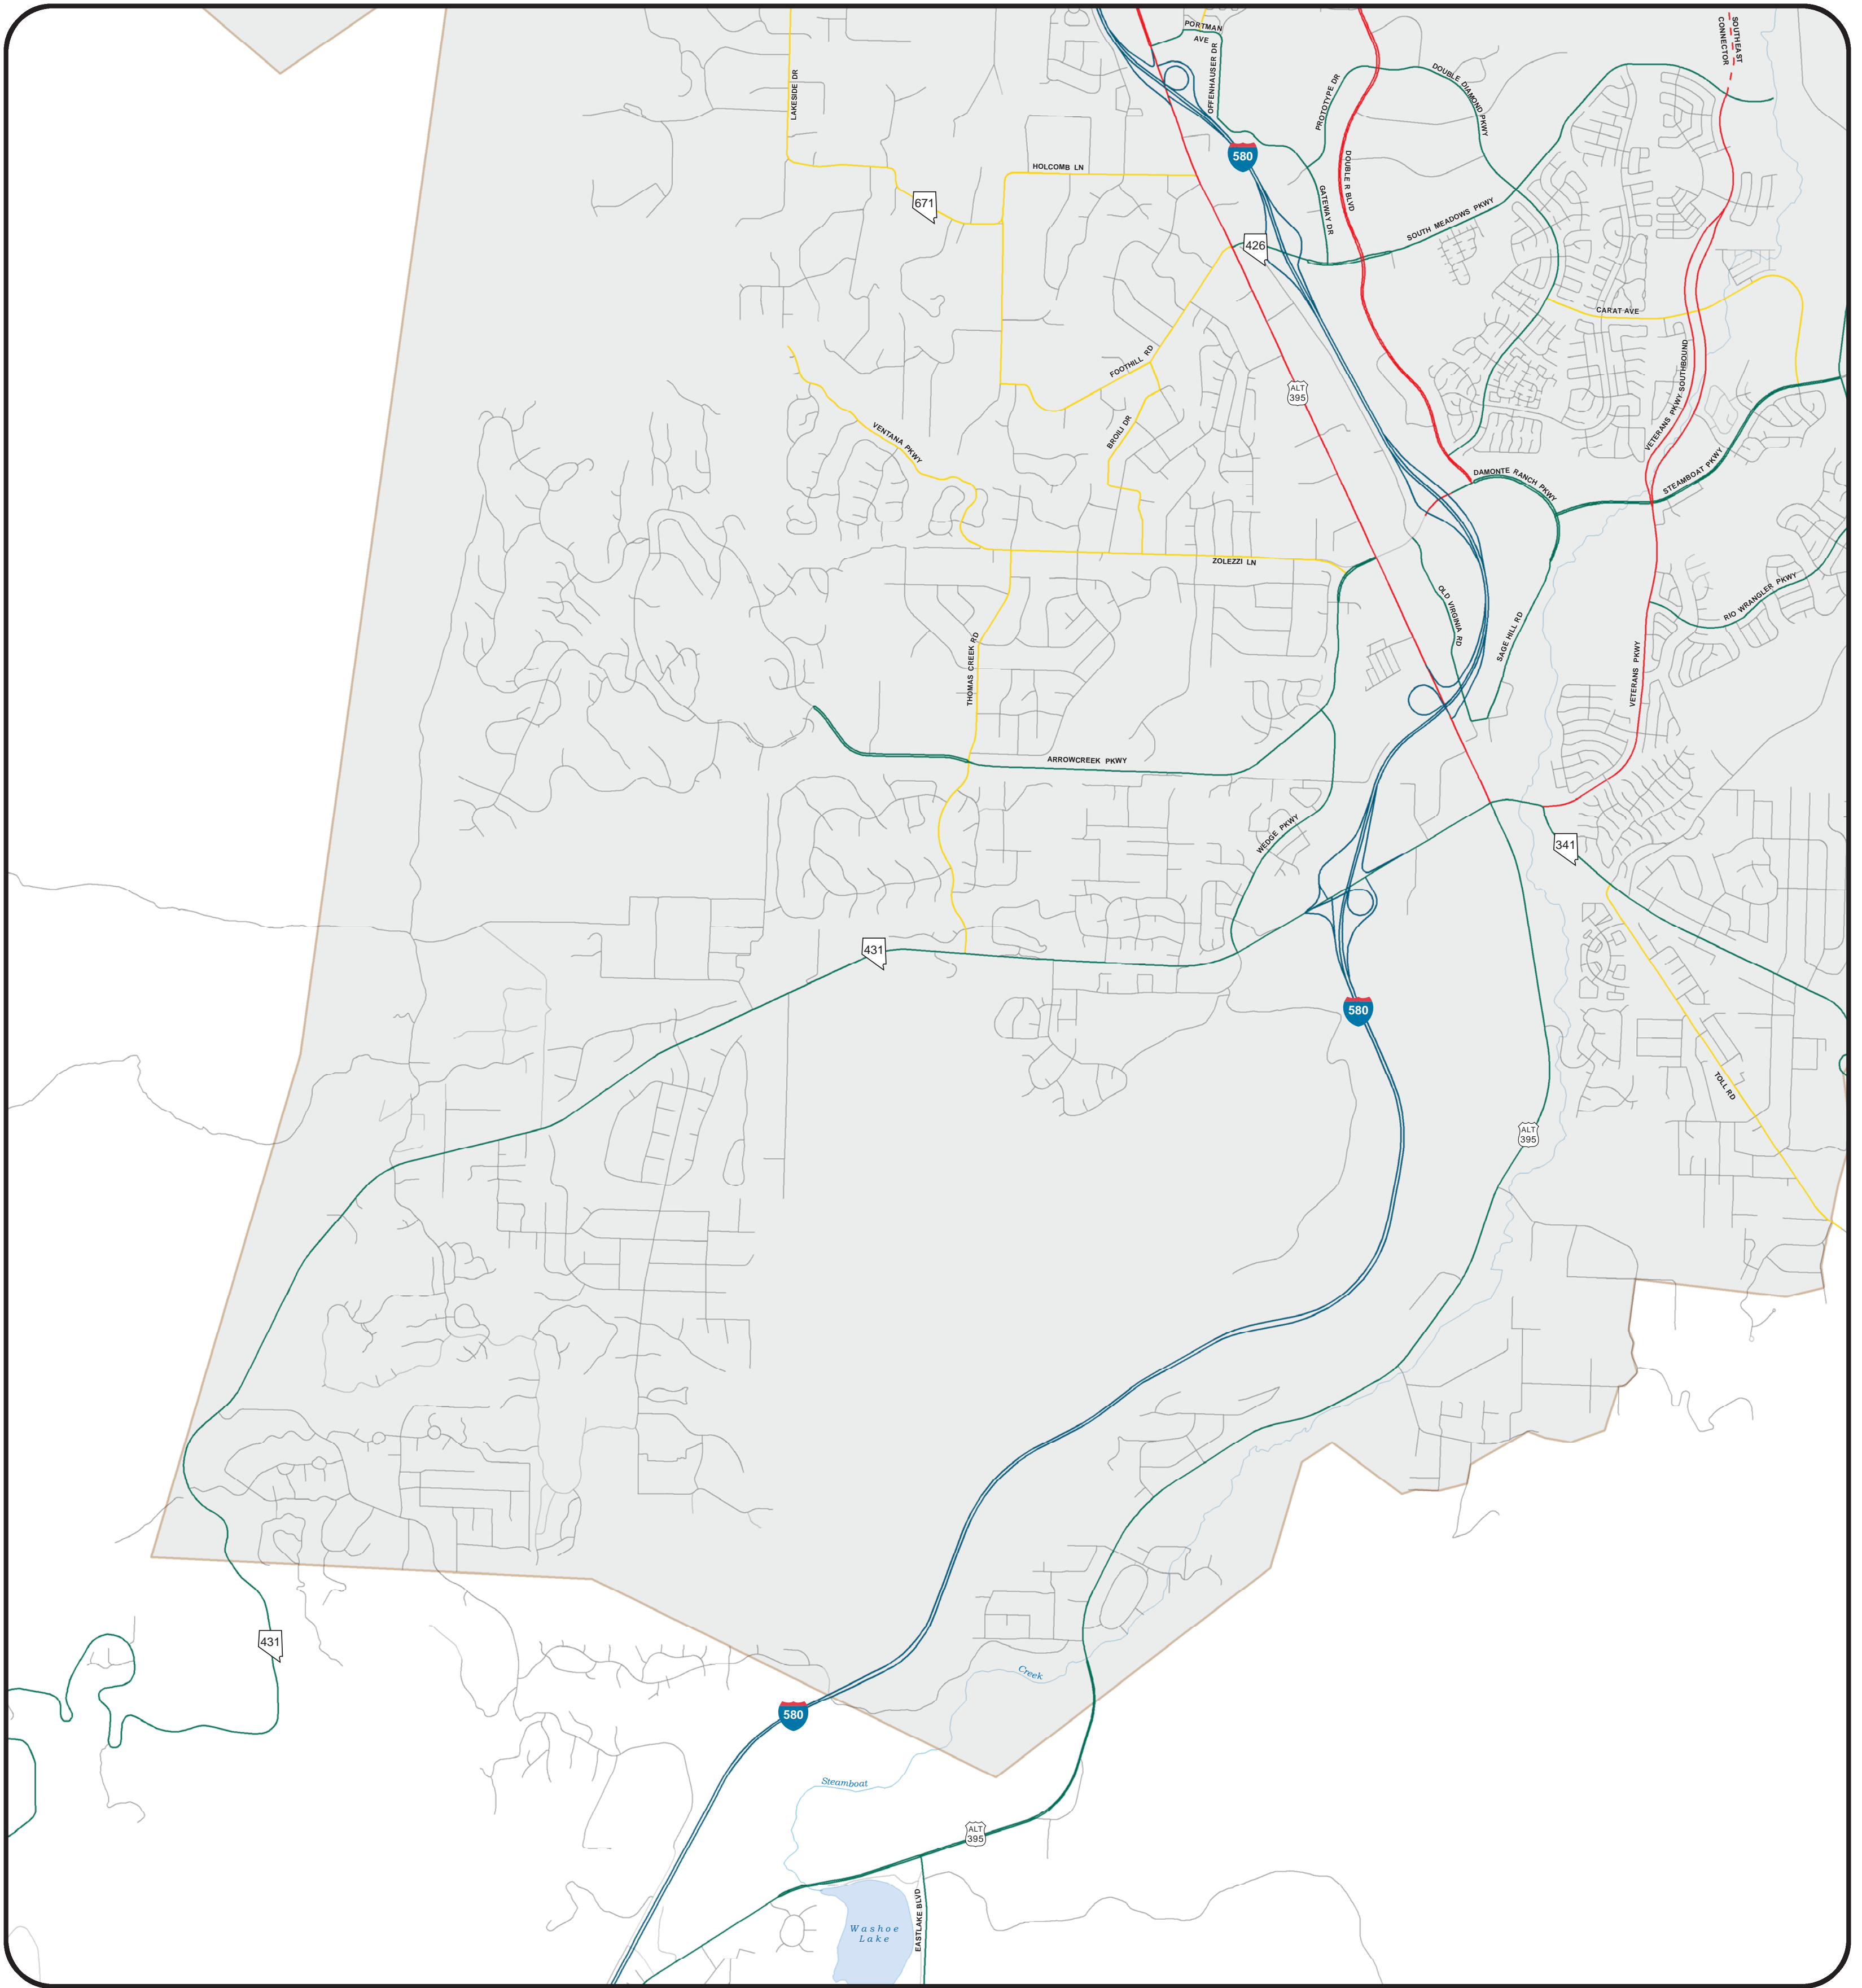 PORTMAN
AVE
OFFENHAUSER DR
LAKESIDE DR
PROTOTYPE DR
DOUBLE DIAMOND PKWY
SOUTHEAST
CONNECTOR
580
HOLCOMB LN
DOUBLE R BLVD
GATEWAY DR
671
SOUTH MEADOWS PKWY
426
CARAT AVE
FOOTHILL RD
ALT
395
VETERANS PKWY SOUTHBOUND
BROILI DR
VENTANA PKWY
DAMONTE RANCH PKWY
STEAMBOAT PKWY
ZOLEZZI LN
OLD VIRGINIA RD
SAGE HILL RD
RIO WRANGLER PKWY
THOMAS CREEK RD
VETERANS PKWY
ARROWCREEK PKWY
WEDGE PKWY
341
431
580
TOLL RD
ALT
395
431
Creek
580
Steamboat
ALT
395
EASTLAKE BLVD
Washoe
Lake